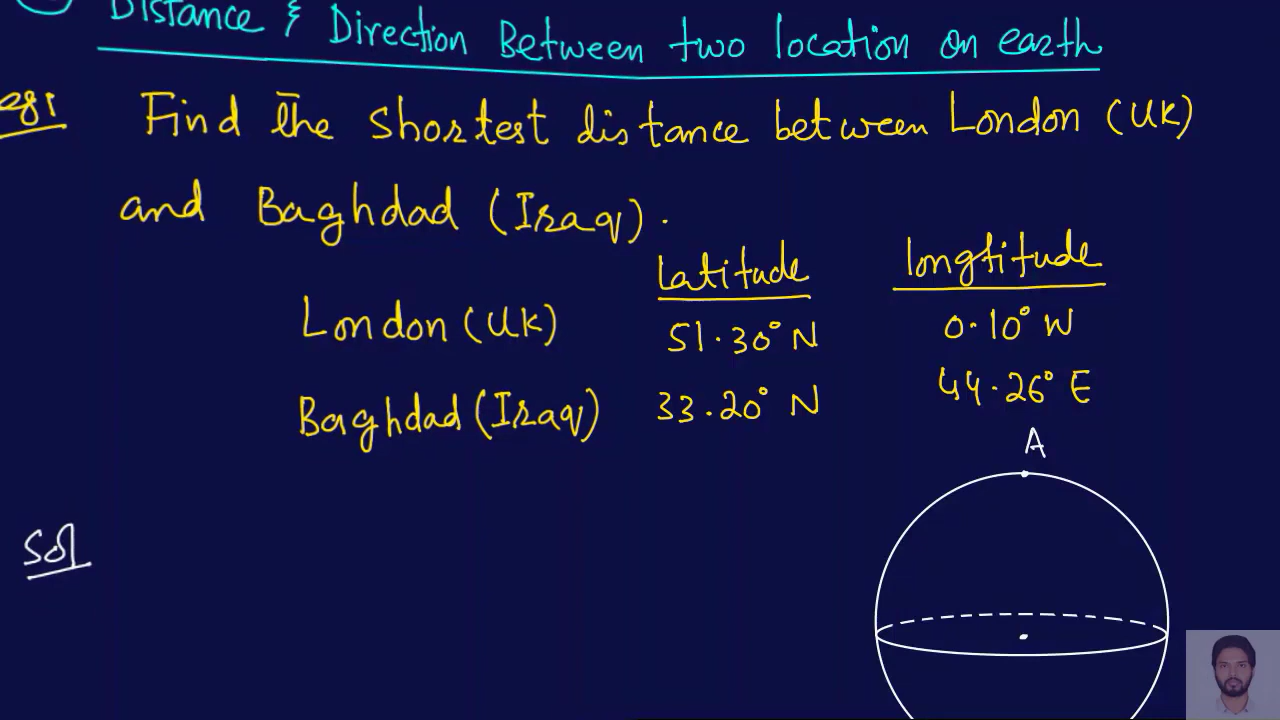 Distance & Direction Between two location on earth
eg: Find the shortest distance between London (UK)
and Baghdad (Iraq).
Latitude longtitude
London (UK) 51.30° N 0.10° W
Baghdad (Iraq) 33.20° N 44.26° E
A
Sol